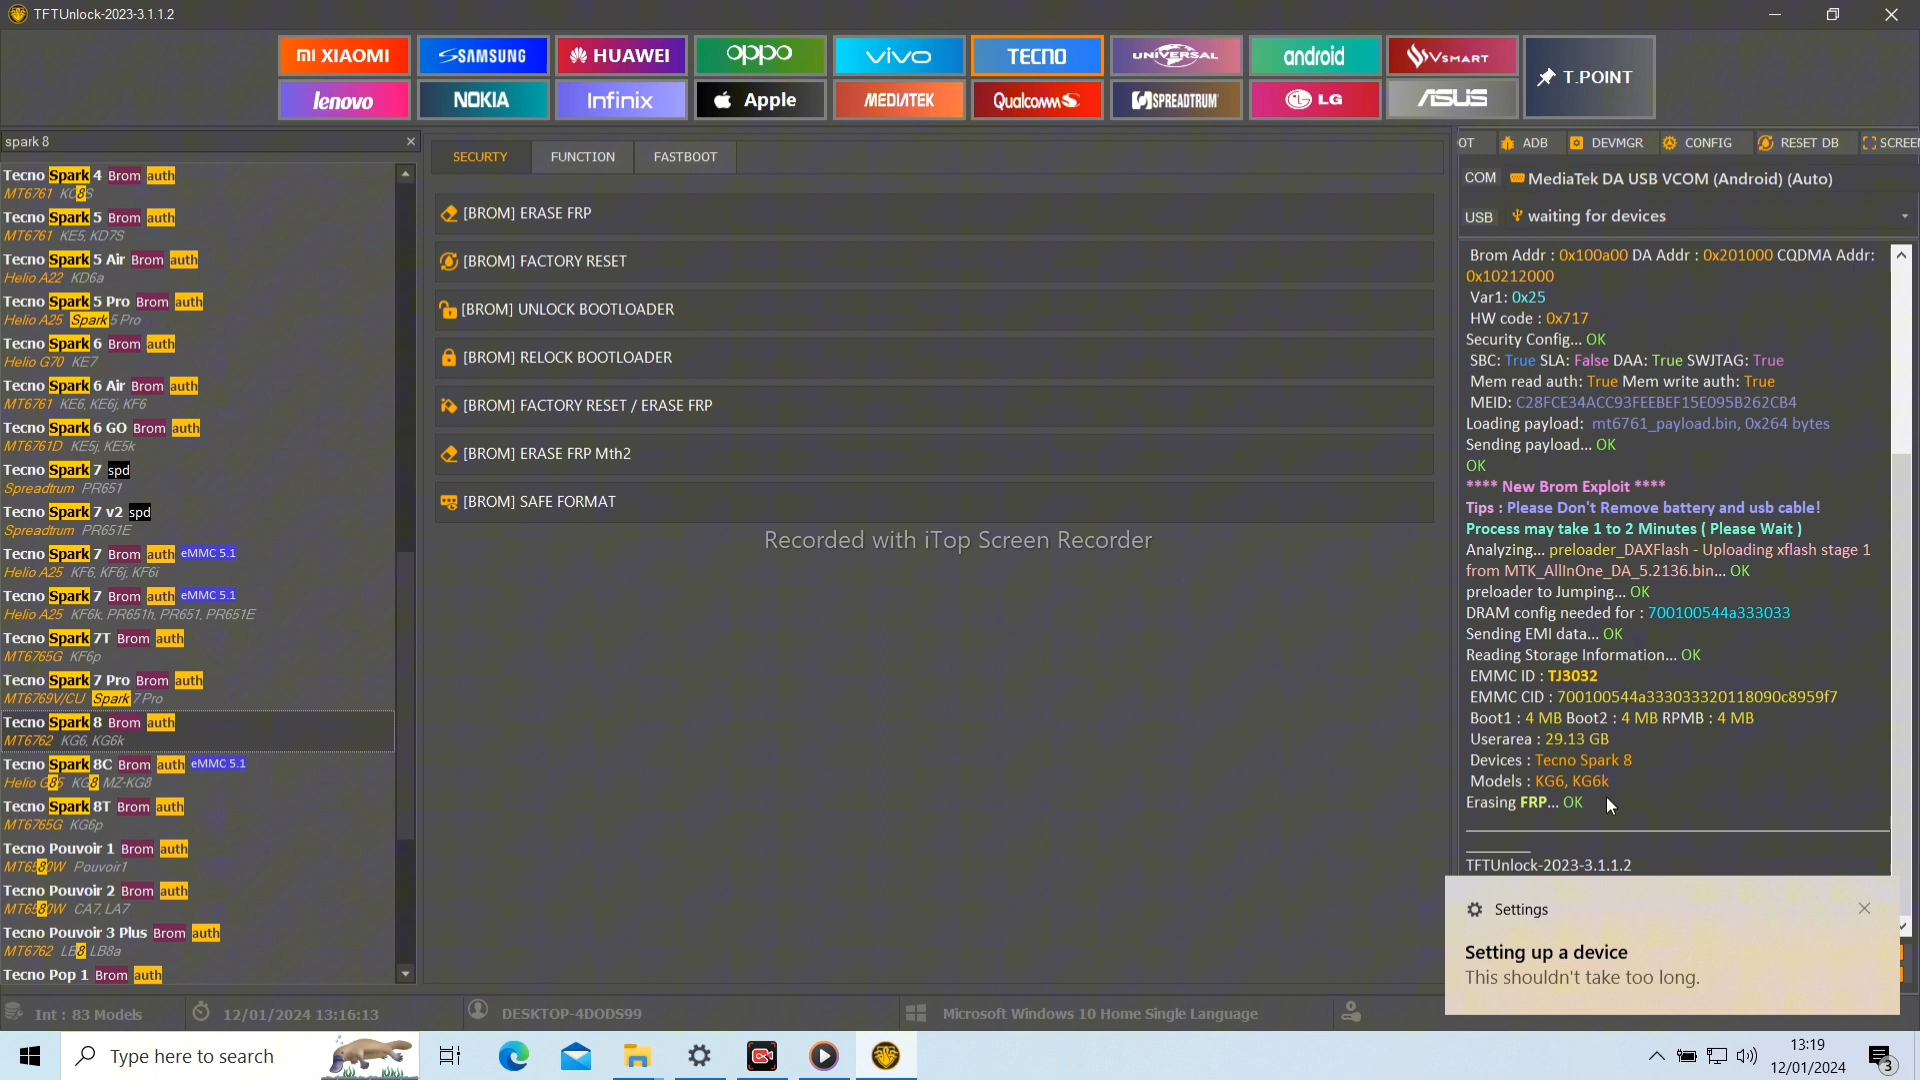 TFTUnlock-2023-3.1.1.2
MI XIAOMI
SAMSUNG
HUAWEI
oppo
vivo
TECNO
UNIVERSAL
android
VSMART
T.POINT
lenovo
NOKIA
Infinix
Apple
MEDIATEK
Qualcomm
SPREADTRUM
LG
ASUS
spark 8
Tecno Spark 4 Brom auth
MT6761 KC8S
Tecno Spark 5 Brom auth
MT6761 KE5, KD7S
Tecno Spark 5 Air Brom auth
Helio A22 KD6a
Tecno Spark 5 Pro Brom auth
Helio A25 Spark 5 Pro
Tecno Spark 6 Brom auth
Helio G70 KE7
Tecno Spark 6 Air Brom auth
MT6761 KE6, KE6j, KF6
Tecno Spark 6 GO Brom auth
MT6761D KE5j, KE5k
Tecno Spark 7 spd
Spreadtrum PR651
Tecno Spark 7 v2 spd
Spreadtrum PR651E
Tecno Spark 7 Brom auth eMMC 5.1
Helio A25 KF6, KF6j, KF6i
Tecno Spark 7 Brom auth eMMC 5.1
Helio A25 KF6k, PR651h, PR651, PR651E
Tecno Spark 7T Brom auth
MT6765G KF6p
Tecno Spark 7 Pro Brom auth
MT6769V/CU Spark 7 Pro
Tecno Spark 8 Brom auth
MT6762 KG6, KG6k
Tecno Spark 8C Brom auth eMMC 5.1
Helio G85 KG8 MZ-KG8
Tecno Spark 8T Brom auth
MT6765G KG6p
Tecno Pouvoir 1 Brom auth
MT6580W Pouvoir1
Tecno Pouvoir 2 Brom auth
MT6580W CA7, LA7
Tecno Pouvoir 3 Plus Brom auth
MT6762 LB8 LB8a
Tecno Pop 1 Brom auth
SECURTY
FUNCTION
FASTBOOT
[BROM] ERASE FRP
[BROM] FACTORY RESET
[BROM] UNLOCK BOOTLOADER
[BROM] RELOCK BOOTLOADER
[BROM] FACTORY RESET / ERASE FRP
[BROM] ERASE FRP Mth2
[BROM] SAFE FORMAT
Recorded with iTop Screen Recorder
OT
ADB
DEVMGR
CONFIG
RESET DB
SCREEN
COM MediaTek DA USB VCOM (Android) (Auto)
USB waiting for devices
Brom Addr : 0x100a00 DA Addr : 0x201000 CQDMA Addr:
0x10212000
Var1: 0x25
HW code : 0x717
Security Config... OK
SBC: True SLA: False DAA: True SWJTAG: True
Mem read auth: True Mem write auth: True
MEID: C28FCE34ACC93FEEBEF15E095B262CB4
Loading payload: mt6761_payload.bin, 0x264 bytes
Sending payload... OK
OK
**** New Brom Exploit ****
Tips : Please Don't Remove battery and usb cable!
Process may take 1 to 2 Minutes ( Please Wait )
Analyzing... preloader_DAXFlash - Uploading xflash stage 1
from MTK_AllInOne_DA_5.2136.bin... OK
preloader to Jumping... OK
DRAM config needed for : 700100544a333033
Sending EMI data... OK
Reading Storage Information... OK
EMMC ID : TJ3032
EMMC CID : 700100544a333033320118090c8959f7
Boot1 : 4 MB Boot2 : 4 MB RPMB : 4 MB
Userarea : 29.13 GB
Devices : Tecno Spark 8
Models : KG6, KG6k
Erasing FRP... OK
TFTUnlock-2023-3.1.1.2
Settings
Setting up a device
This shouldn't take too long.
Int : 83 Models
12/01/2024 13:16:13
DESKTOP-4DODS99
Microsoft Windows 10 Home Single Language
Type here to search
13:19
12/01/2024
3